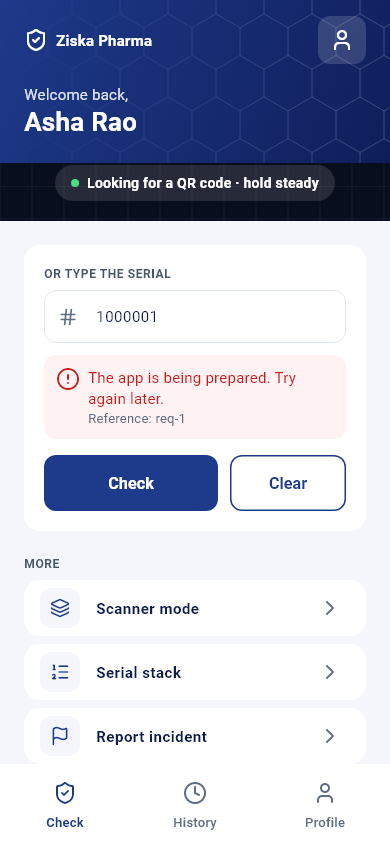 Ziska Pharma
Welcome back,
Asha Rao
Looking for a QR code · hold steady
OR TYPE THE SERIAL
1000001
The app is being prepared. Try
again later.
Reference: req-1
Check
Clear
MORE
Scanner mode
Serial stack
Report incident
Check
History
Profile